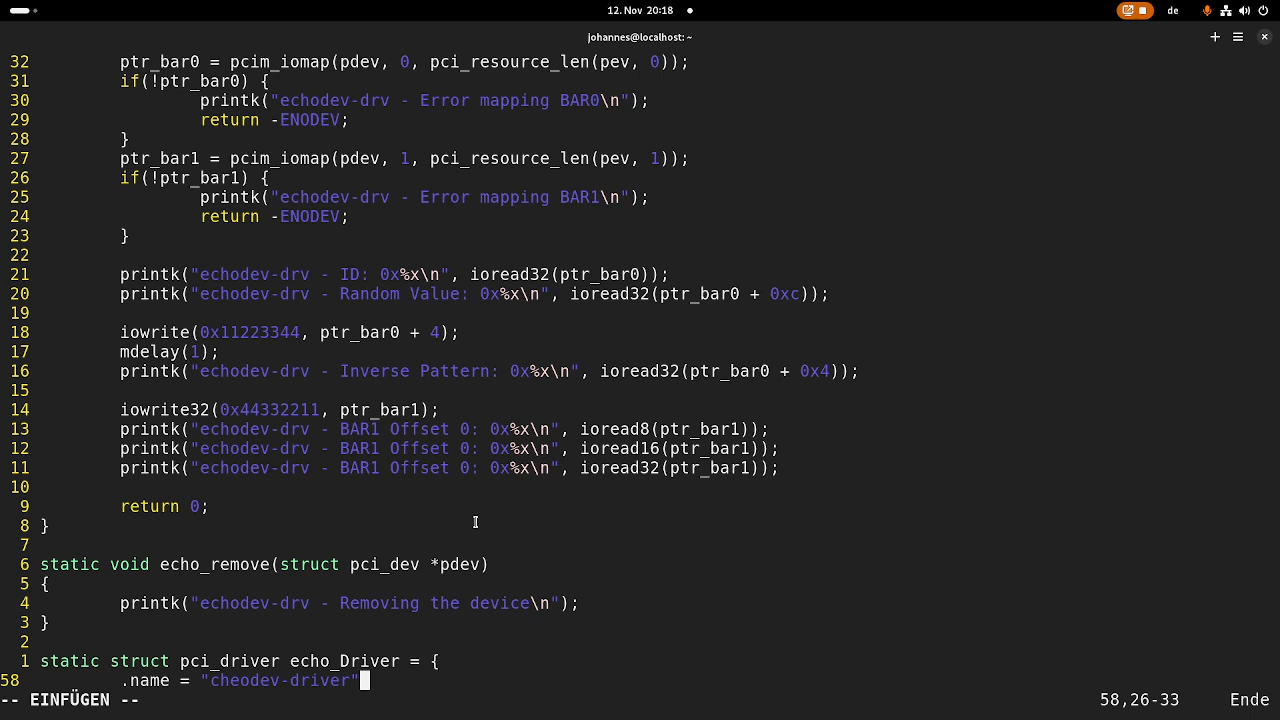 12. Nov 20:18
de
johannes@localhost: ~
32 ptr_bar0 = pcim_iomap(pdev, 0, pci_resource_len(pev, 0));
31 if(!ptr_bar0) {
30 printk("echodev-drv - Error mapping BAR0\n");
29 return -ENODEV;
28 }
27 ptr_bar1 = pcim_iomap(pdev, 1, pci_resource_len(pev, 1));
26 if(!ptr_bar1) {
25 printk("echodev-drv - Error mapping BAR1\n");
24 return -ENODEV;
23 }
22
21 printk("echodev-drv - ID: 0x%x\n", ioread32(ptr_bar0));
20 printk("echodev-drv - Random Value: 0x%x\n", ioread32(ptr_bar0 + 0xc));
19
18 iowrite(0x11223344, ptr_bar0 + 4);
17 mdelay(1);
16 printk("echodev-drv - Inverse Pattern: 0x%x\n", ioread32(ptr_bar0 + 0x4));
15
14 iowrite32(0x44332211, ptr_bar1);
13 printk("echodev-drv - BAR1 Offset 0: 0x%x\n", ioread8(ptr_bar1));
12 printk("echodev-drv - BAR1 Offset 0: 0x%x\n", ioread16(ptr_bar1));
11 printk("echodev-drv - BAR1 Offset 0: 0x%x\n", ioread32(ptr_bar1));
10
9 return 0;
8 }
7
6 static void echo_remove(struct pci_dev *pdev)
5 {
4 printk("echodev-drv - Removing the device\n");
3 }
2
1 static struct pci_driver echo_Driver = {
58 .name = "cheodev-driver"
-- EINFÜGEN -- 58,26-33 Ende